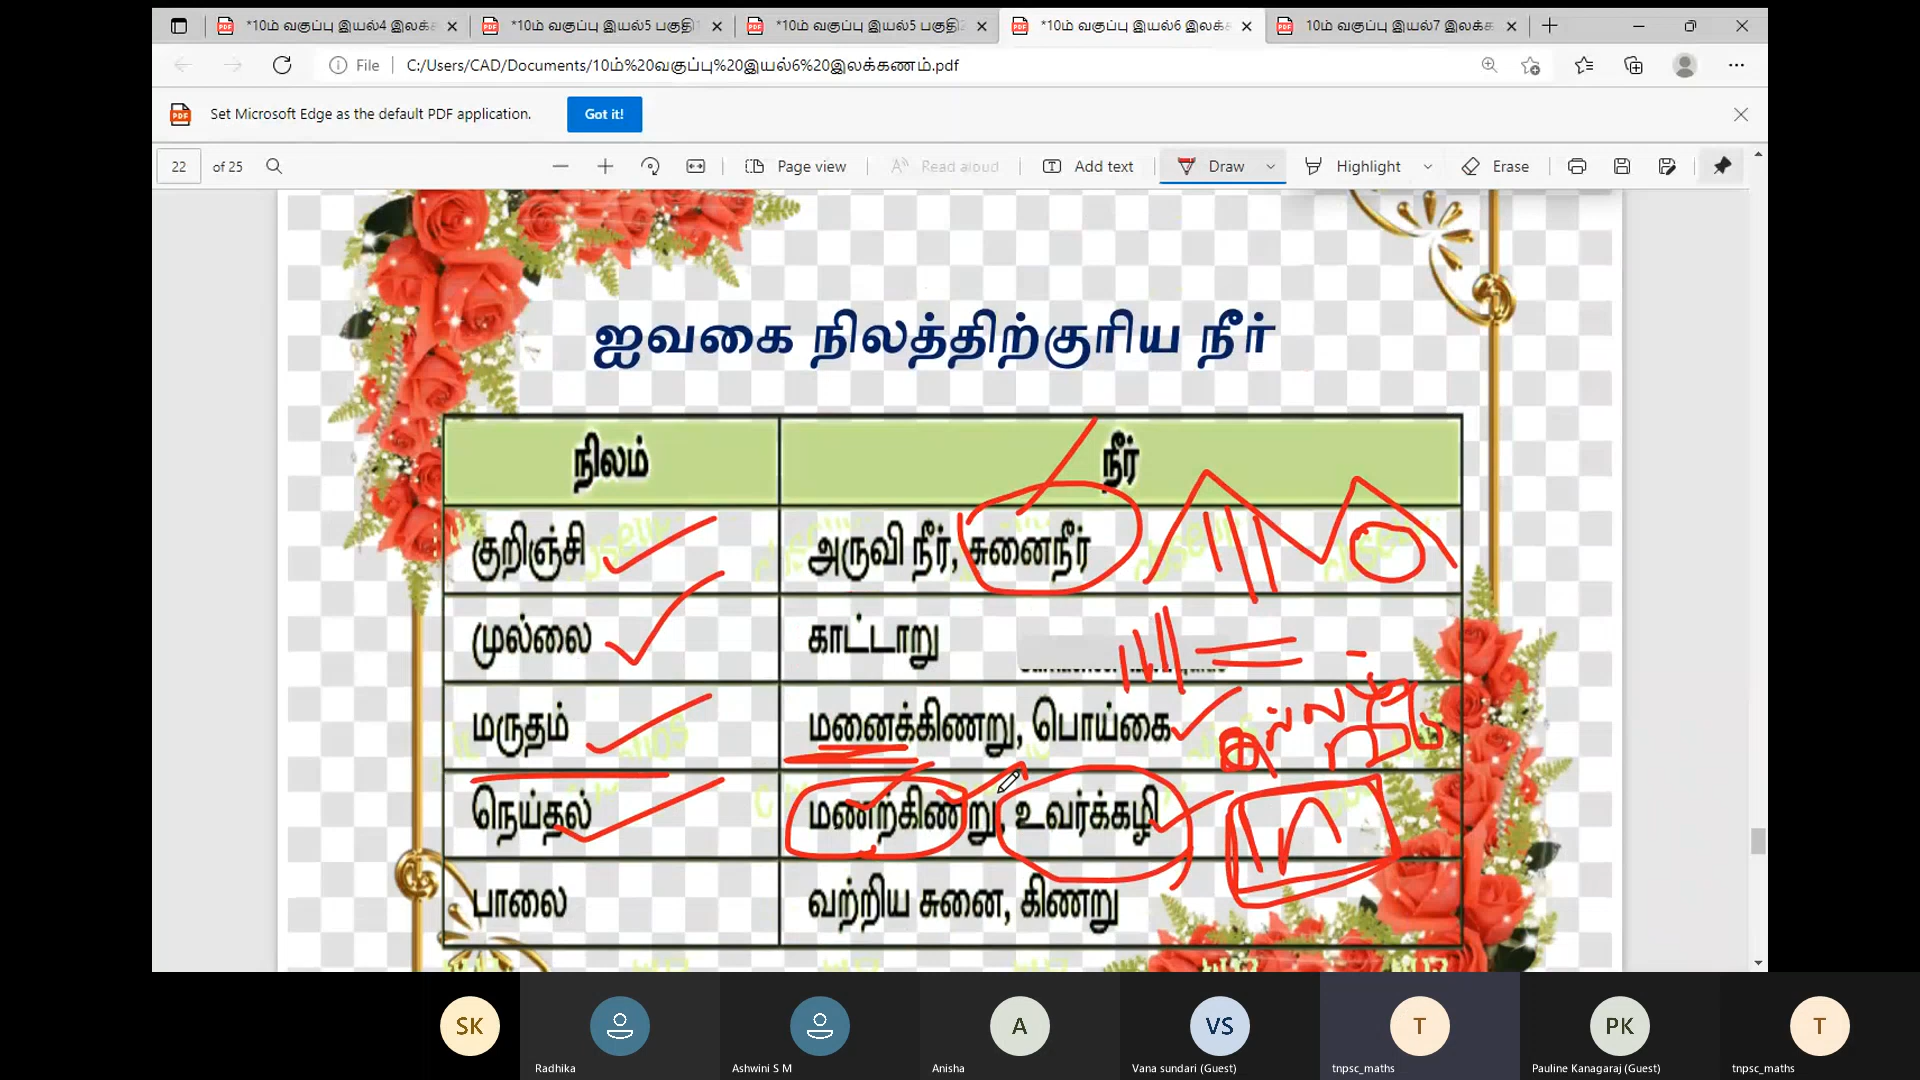 *10ம் வகுப்பு இயல்4 இலக்க
*10ம் வகுப்பு இயல்5 பகுதி1
*10ம் வகுப்பு இயல்5 பகுதி2
*10ம் வகுப்பு இயல்6 இலக்க
10ம் வகுப்பு இயல்7 இலக்க
File C:/Users/CAD/Documents/10ம்%20வகுப்பு%20இயல்6%20இலக்கணம்.pdf
Set Microsoft Edge as the default PDF application. Got it!
22 of 25 Page view Read aloud Add text Draw Highlight Erase
ஐவகை நிலத்திற்குரிய நீர்
நிலம் நீர்
குறிஞ்சி அருவி நீர், சுனைநீர்
முல்லை காட்டாறு
மருதம் மனைக்கிணறு, பொய்கை
நெய்தல் மணற்கிணறு, உவர்க்கழி
பாலை வற்றிய சுனை, கிணறு
SK A VS T PK T
Radhika Ashwini S M Anisha Vana sundari (Guest) tnpsc_maths Pauline Kanagaraj (Guest) tnpsc_maths